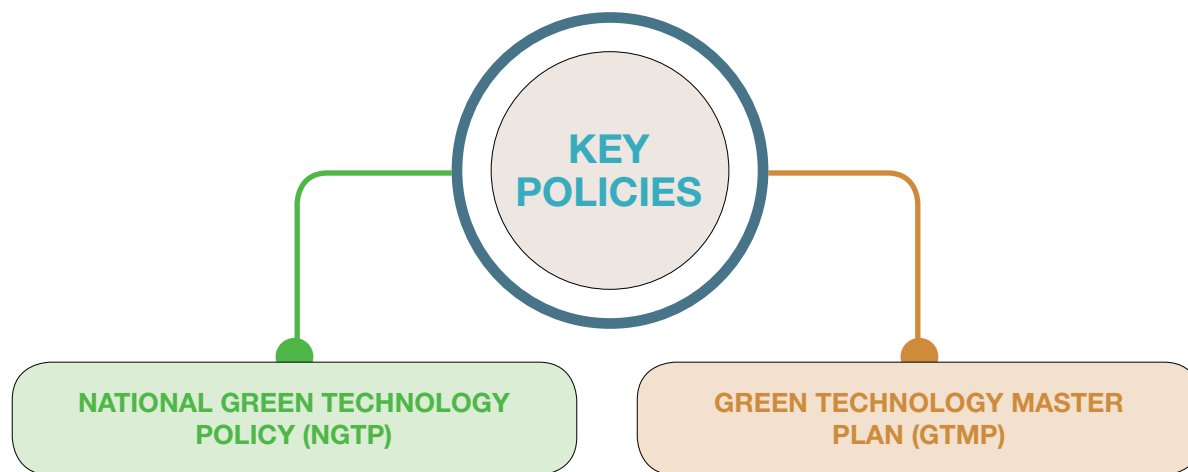 KEY
POLICIES
NATIONAL GREEN TECHNOLOGY
POLICY (NGTP)
GREEN TECHNOLOGY MASTER
PLAN (GTMP)